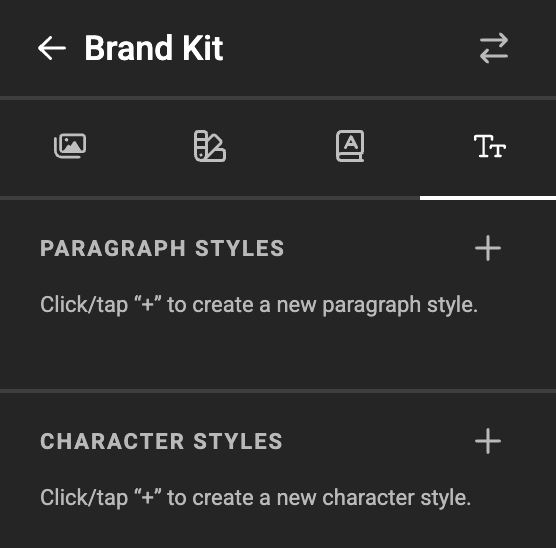 Brand Kit
PARAGRAPH STYLES
Click/tap “+” to create a new paragraph style.
CHARACTER STYLES
Click/tap “+” to create a new character style.